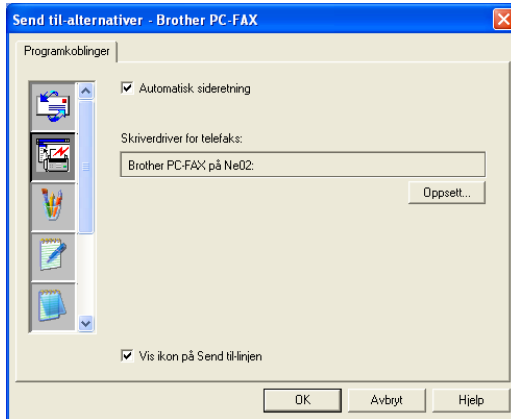 Send til-alternativer - Brother PC-FAX
Programkoblinger
Automatisk sideretning
Skriverdriver for telefaks:
Brother PC-FAX på Ne02:
Oppsett...
Vis ikon på Send til-linjen
OK
Avbryt
Hjelp